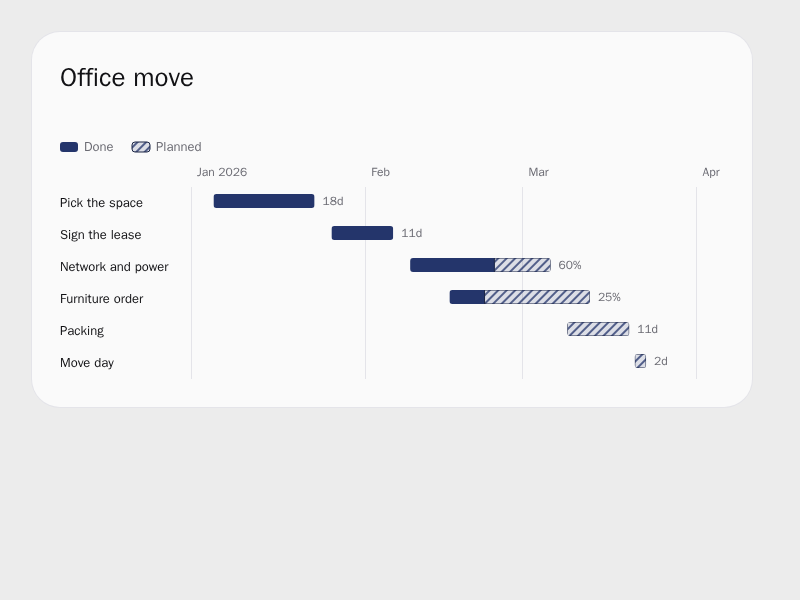 Office move
Done Planned
Jan 2026 Feb Mar Apr
Pick the space 18d
Sign the lease 11d
Network and power 60%
Furniture order 25%
Packing 11d
Move day 2d